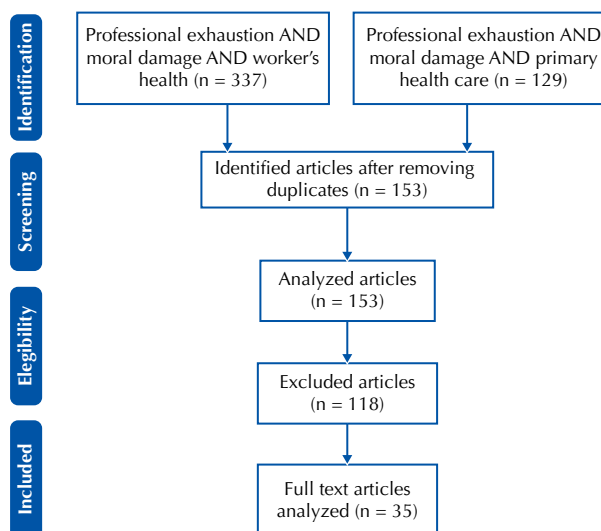 Identification
Professional exhaustion AND
moral damage AND worker's
health (n = 337)
Professional exhaustion AND
moral damage AND primary
health care (n = 129)
Screening
Identified articles after removing
duplicates (n = 153)
Analyzed articles
(n = 153)
Elegibility
Excluded articles
(n = 118)
Included
Full text articles
analyzed (n = 35)